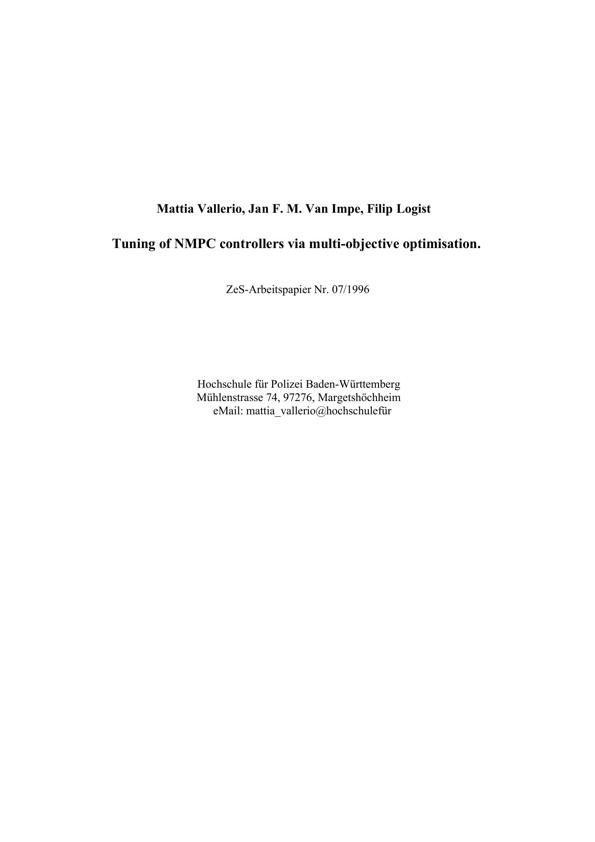 Mattia Vallerio, Jan F. M. Van Impe, Filip Logist
Tuning of NMPC controllers via multi-objective optimisation.
ZeS-Arbeitspapier Nr. 07/1996
Hochschule für Polizei Baden-Württemberg
Mühlenstrasse 74, 97276, Margetshöchheim
eMail: mattia_vallerio@hochschulefür